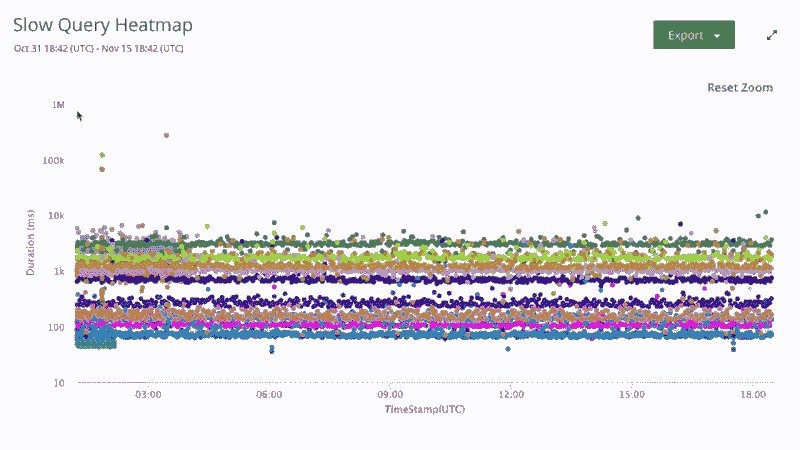 Slow Query Heatmap
Oct 31 18:42 (UTC) - Nov 15 18:42 (UTC)
Export
Reset Zoom
1M
100k
10k
1k
100
10
Duration (ms)
03:00
06:00
09:00
12:00
15:00
18:00
TimeStamp(UTC)